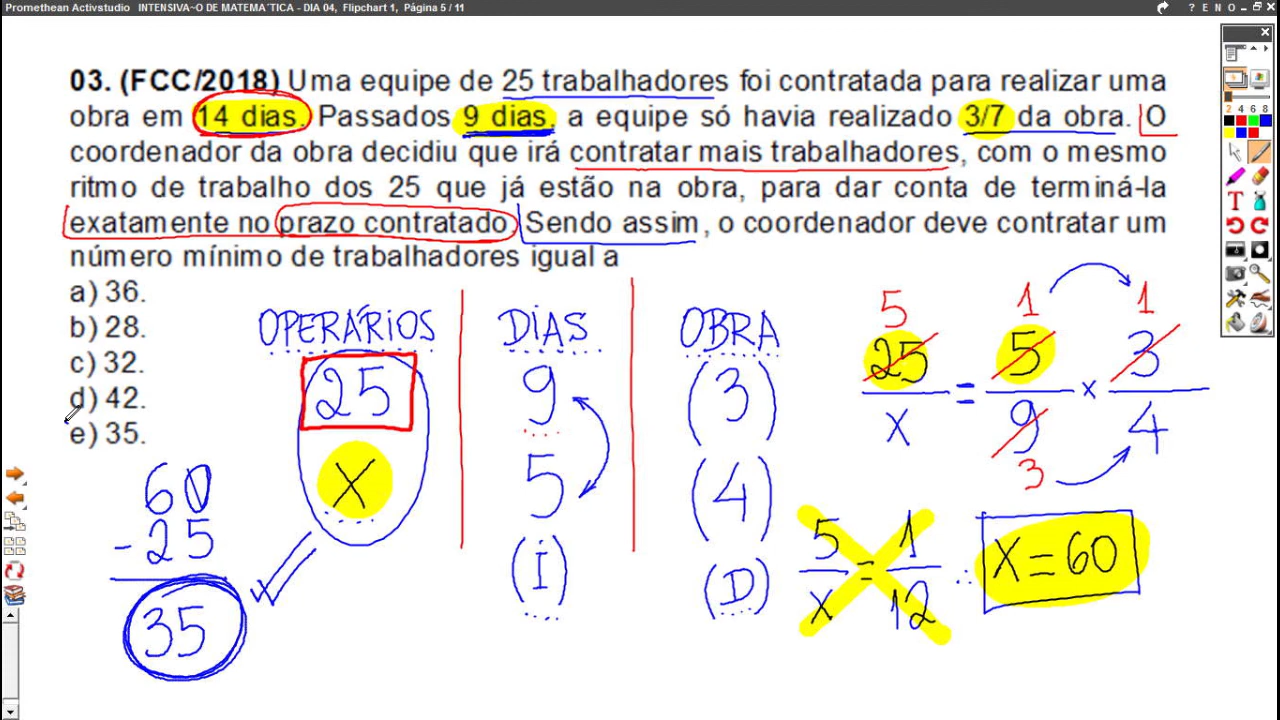 Promethean Activstudio INTENSIVA~O DE MATEMA´TICA - DIA 04, Flipchart 1, Página 5 / 11
? E N O
03. (FCC/2018) Uma equipe de 25 trabalhadores foi contratada para realizar uma
obra em 14 dias. Passados 9 dias, a equipe só havia realizado 3/7 da obra. O
coordenador da obra decidiu que irá contratar mais trabalhadores, com o mesmo
ritmo de trabalho dos 25 que já estão na obra, para dar conta de terminá-la
exatamente no prazo contratado. Sendo assim, o coordenador deve contratar um
número mínimo de trabalhadores igual a
a) 36.
b) 28.
c) 32.
d) 42.
e) 35.
OPERÁRIOS DIAS OBRA
25 9 (3)
X 5 (4)
(I) (D)
5 1 1
25 = 5 x 3
X 9 4
3
5 = 1 ∴ X = 60
X 12
60
- 25
35
2 4 6 8
T